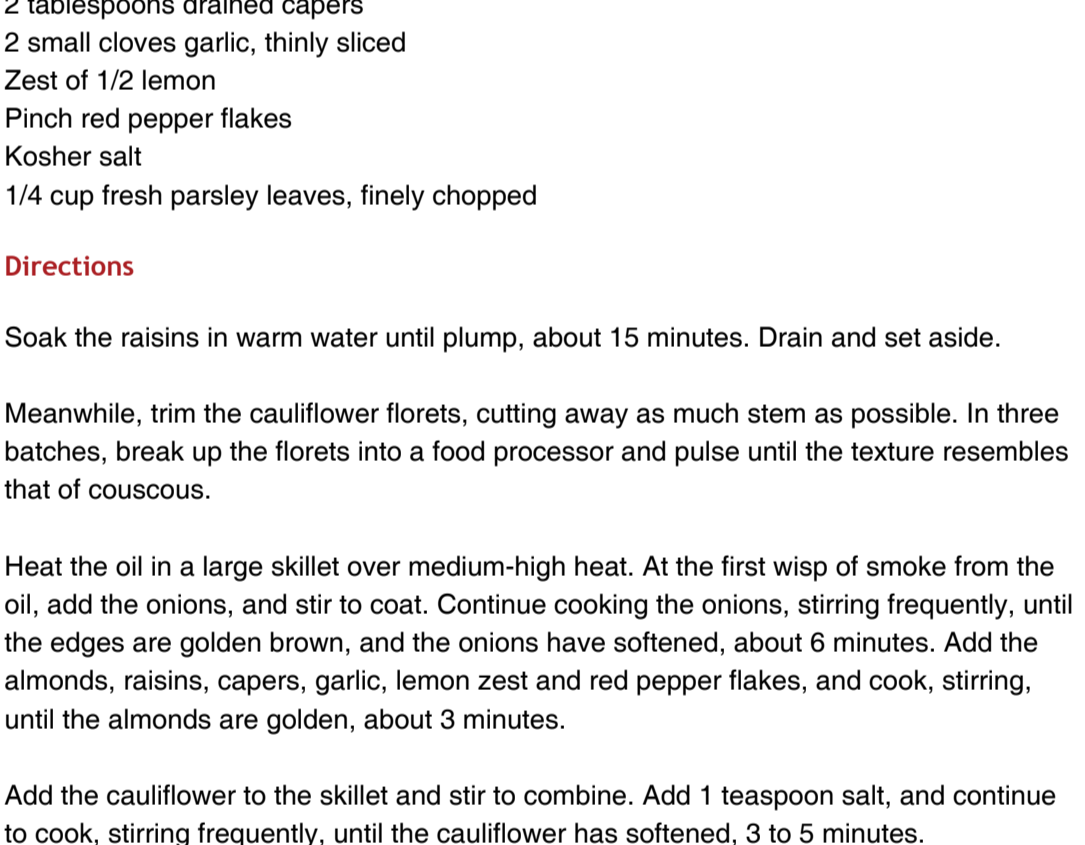 2 tablespoons drained capers
2 small cloves garlic, thinly sliced
Zest of 1/2 lemon
Pinch red pepper flakes
Kosher salt
1/4 cup fresh parsley leaves, finely chopped
Directions
Soak the raisins in warm water until plump, about 15 minutes. Drain and set aside.
Meanwhile, trim the cauliflower florets, cutting away as much stem as possible. In three
batches, break up the florets into a food processor and pulse until the texture resembles
that of couscous.
Heat the oil in a large skillet over medium-high heat. At the first wisp of smoke from the
oil, add the onions, and stir to coat. Continue cooking the onions, stirring frequently, until
the edges are golden brown, and the onions have softened, about 6 minutes. Add the
almonds, raisins, capers, garlic, lemon zest and red pepper flakes, and cook, stirring,
until the almonds are golden, about 3 minutes.
Add the cauliflower to the skillet and stir to combine. Add 1 teaspoon salt, and continue
to cook, stirring frequently, until the cauliflower has softened, 3 to 5 minutes.